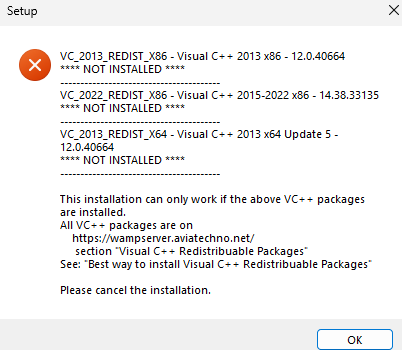 Setup
VC_2013_REDIST_X86 - Visual C++ 2013 x86 - 12.0.40664
**** NOT INSTALLED ****
----------------------------------------
VC_2022_REDIST_X86 - Visual C++ 2015-2022 x86 - 14.38.33135
**** NOT INSTALLED ****
----------------------------------------
VC_2013_REDIST_X64 - Visual C++ 2013 x64 Update 5 -
12.0.40664
**** NOT INSTALLED ****
----------------------------------------
This installation can only work if the above VC++ packages
are installed.
All VC++ packages are on
https://wampserver.aviatechno.net/
section "Visual C++ Redistribuable Packages"
See: "Best way to install Visual C++ Redistribuable Packages"
Please cancel the installation.
OK